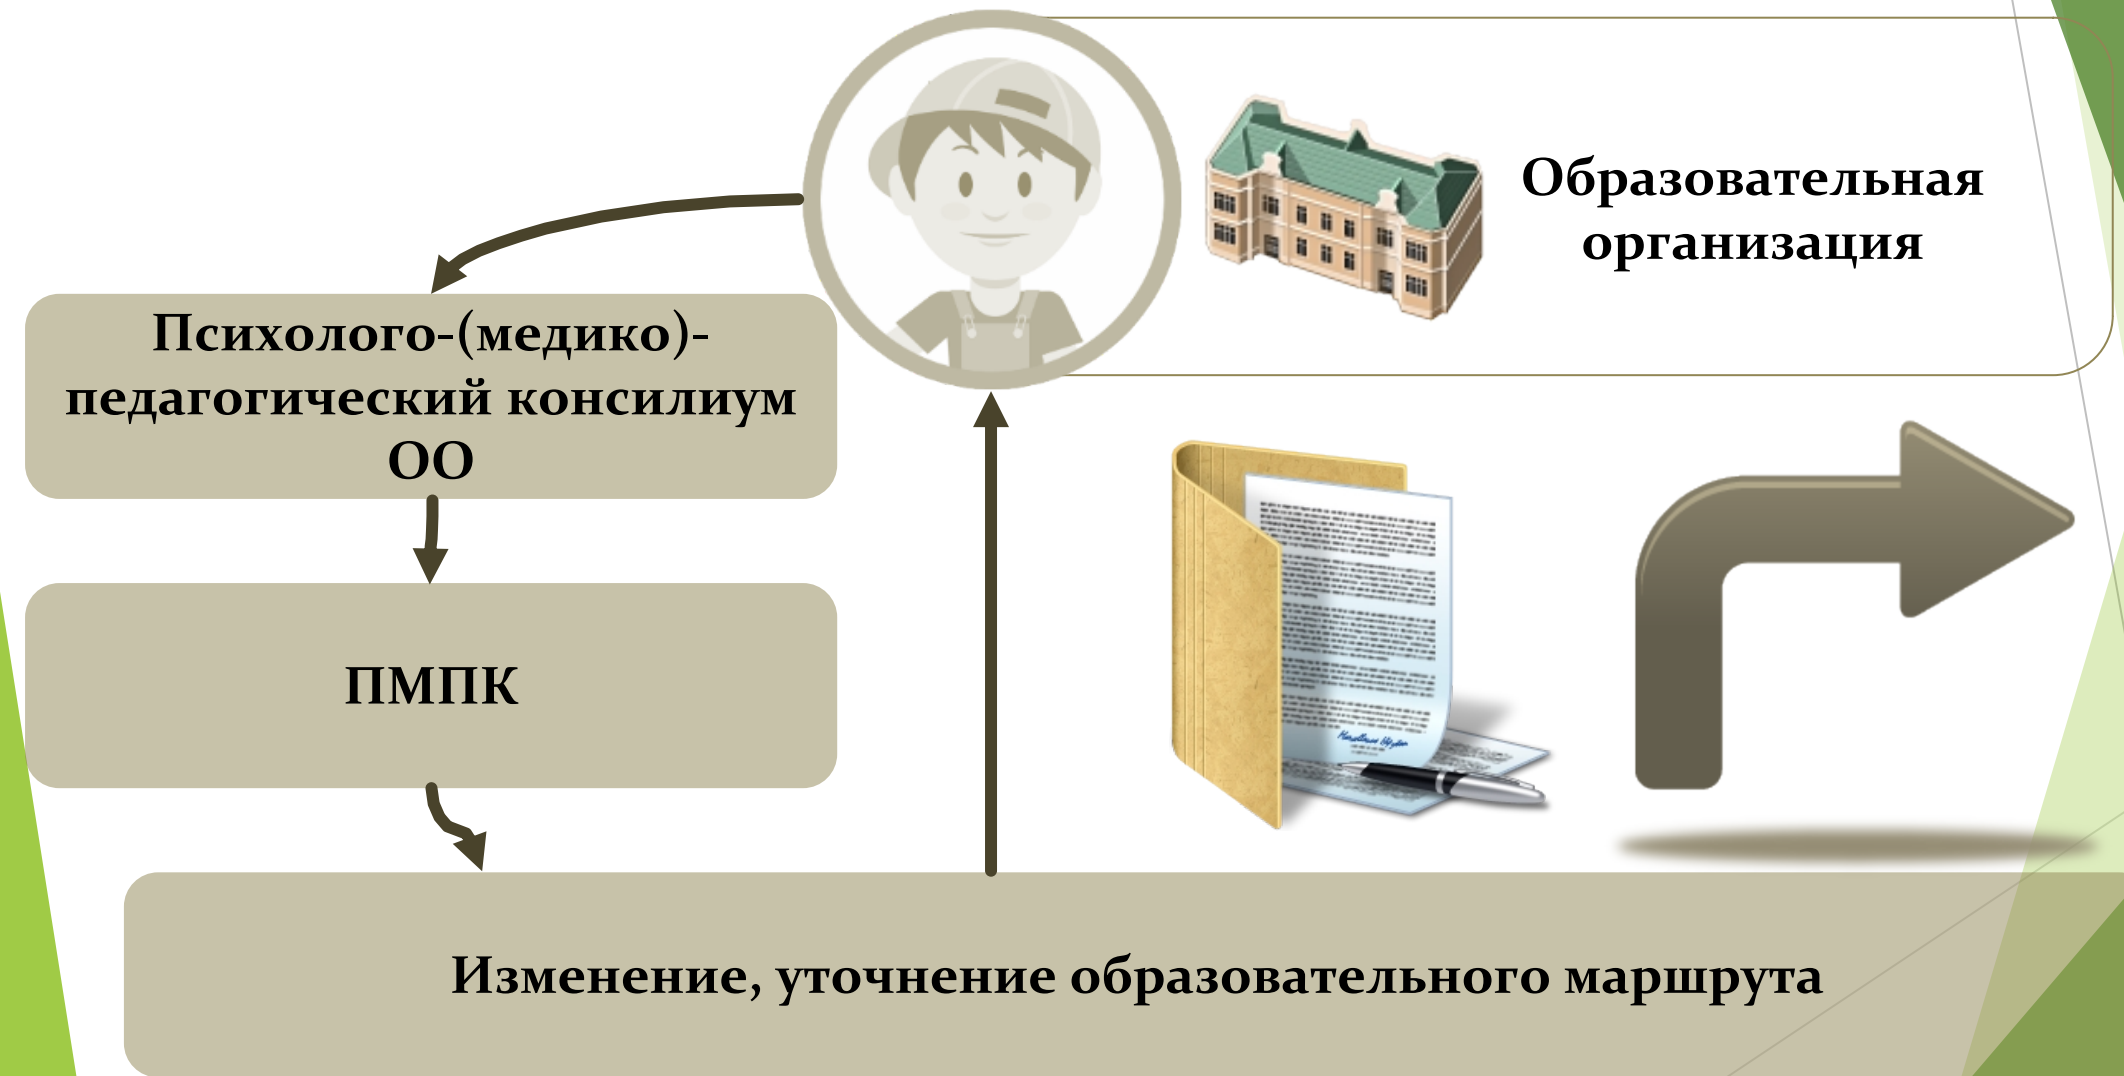 Образовательная
организация
Психолого-(медико)-
педагогический консилиум
ОО
ПМПК
Изменение, уточнение образовательного маршрута